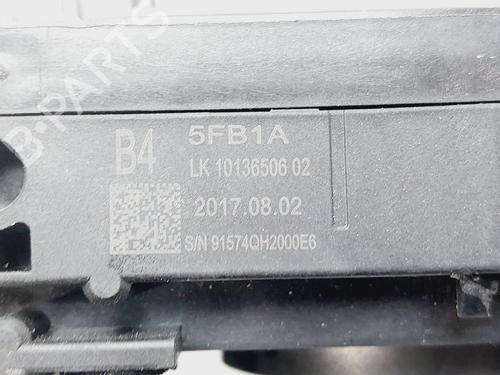 B-PARTS
B4 5FB1A
LK 10136506 02
2017.08.02
S/N 91574QH2000E6